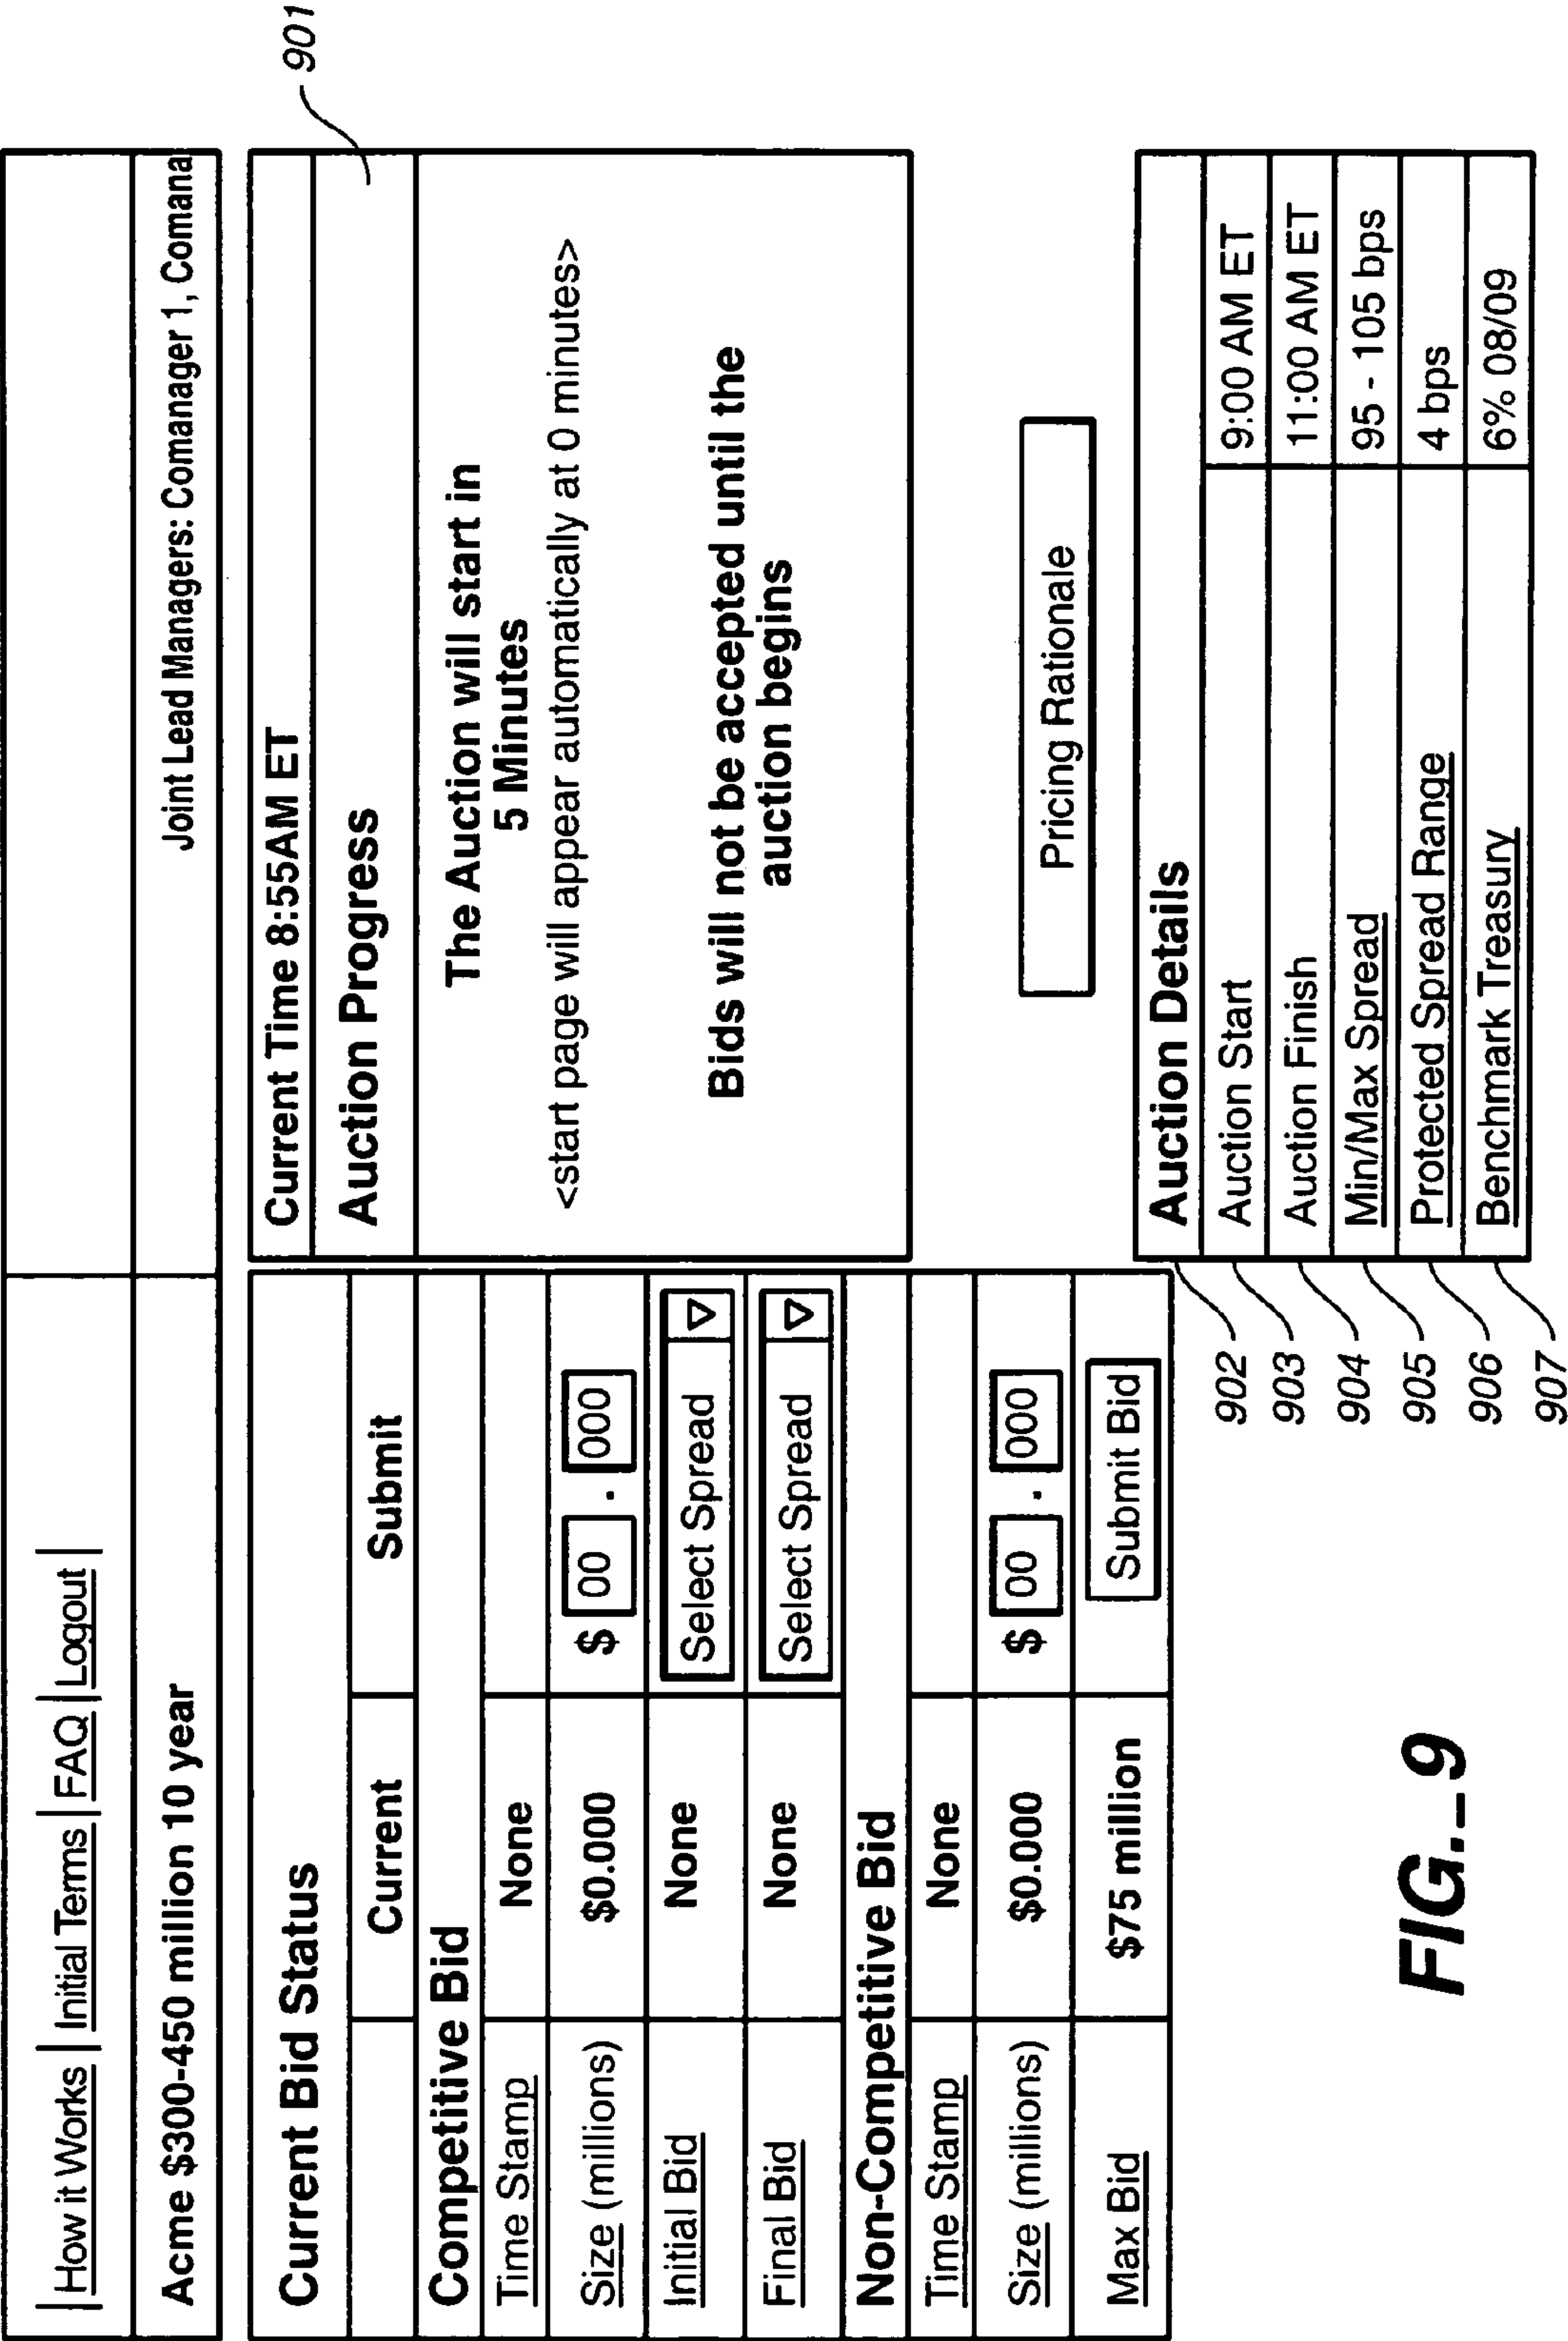 | How it Works | Initial Terms | FAQ | Logout |
Acme $300-450 million 10 year
Joint Lead Managers: Comanager 1, Comana
Current Bid Status
Current Submit
Competitive Bid
Time Stamp None
Size (millions) $0.000 $ 00 . 000
Initial Bid None Select Spread
Final Bid None Select Spread
Non-Competitive Bid
Time Stamp None
Size (millions) $0.000 $ 00 . 000
Max Bid $75 million Submit Bid
Current Time 8:55AM ET
Auction Progress
901
The Auction will start in
5 Minutes
<start page will appear automatically at 0 minutes>
Bids will not be accepted until the
auction begins
Pricing Rationale
902 Auction Details
903 Auction Start 9:00 AM ET
904 Auction Finish 11:00 AM ET
905 Min/Max Spread 95 - 105 bps
906 Protected Spread Range 4 bps
907 Benchmark Treasury 6% 08/09
FIG._9